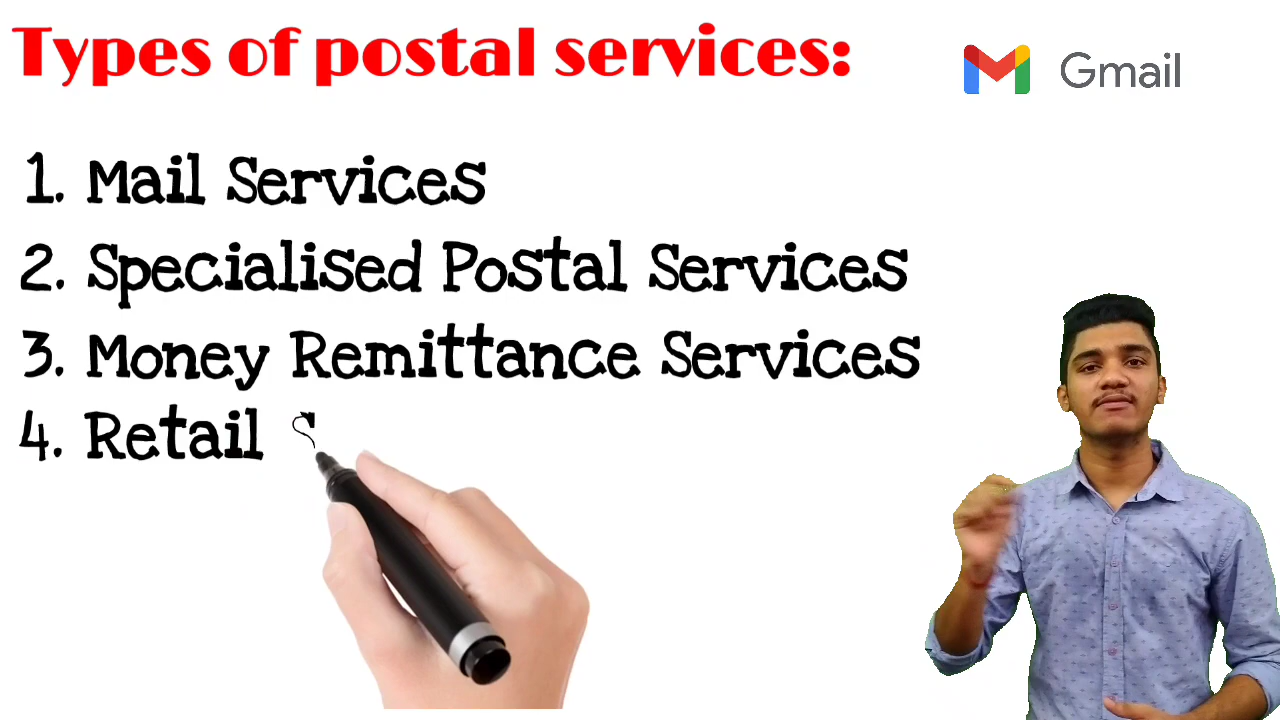 Types of postal services:
Gmail
1. Mail Services
2. Specialised Postal Services
3. Money Remittance Services
4. Retail S